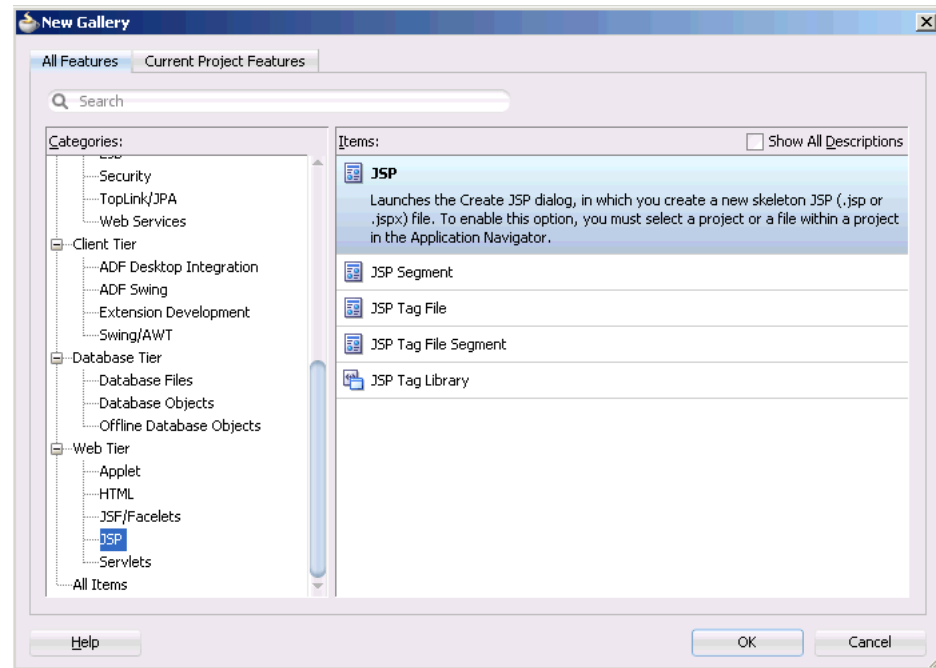 New Gallery
All Features
Current Project Features
Search
Categories:
Security
TopLink/JPA
Web Services
Client Tier
ADF Desktop Integration
ADF Swing
Extension Development
Swing/AWT
Database Tier
Database Files
Database Objects
Offline Database Objects
Web Tier
Applet
HTML
JSF/Facelets
JSP
Servlets
All Items
Items:
Show All Descriptions
JSP
Launches the Create JSP dialog, in which you create a new skeleton JSP (.jsp or
.jspx) file. To enable this option, you must select a project or a file within a project
in the Application Navigator.
JSP Segment
JSP Tag File
JSP Tag File Segment
JSP Tag Library
Help
OK
Cancel